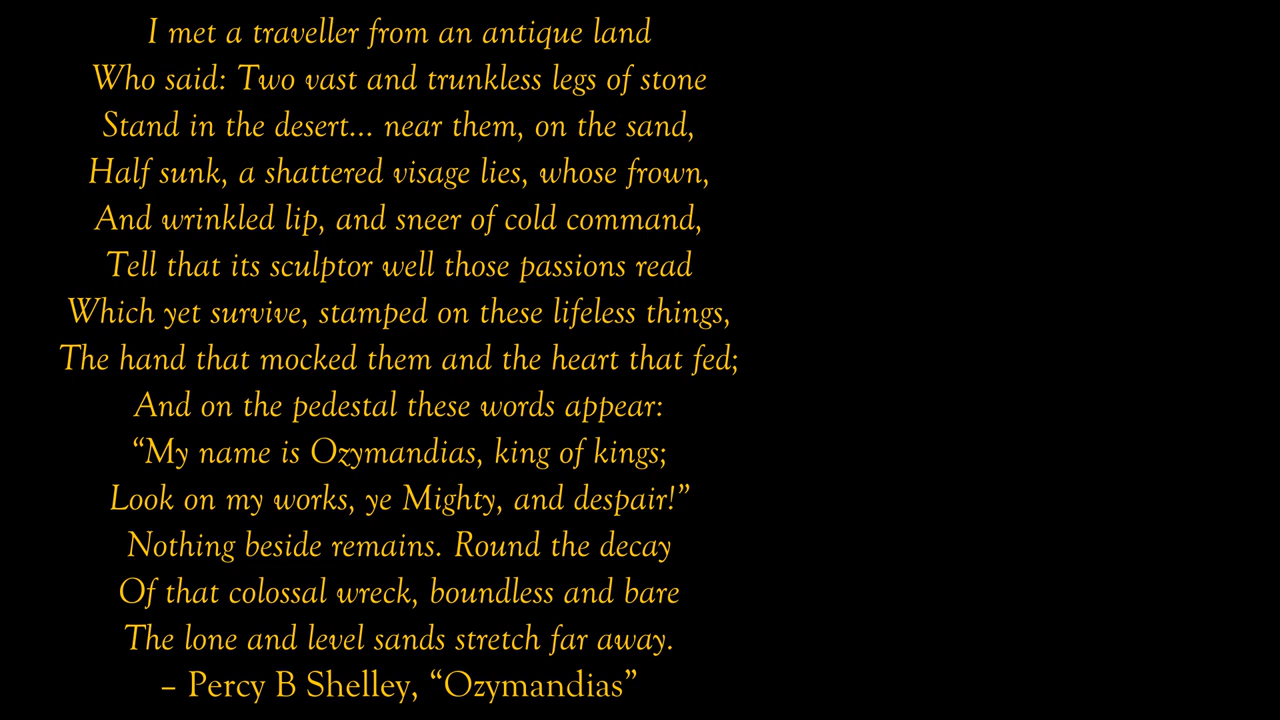 I met a traveller from an antique land
Who said: Two vast and trunkless legs of stone
Stand in the desert... near them, on the sand,
Half sunk, a shattered visage lies, whose frown,
And wrinkled lip, and sneer of cold command,
Tell that its sculptor well those passions read
Which yet survive, stamped on these lifeless things,
The hand that mocked them and the heart that fed;
And on the pedestal these words appear:
“My name is Ozymandias, king of kings;
Look on my works, ye Mighty, and despair!”
Nothing beside remains. Round the decay
Of that colossal wreck, boundless and bare
The lone and level sands stretch far away.
– Percy B Shelley, “Ozymandias”